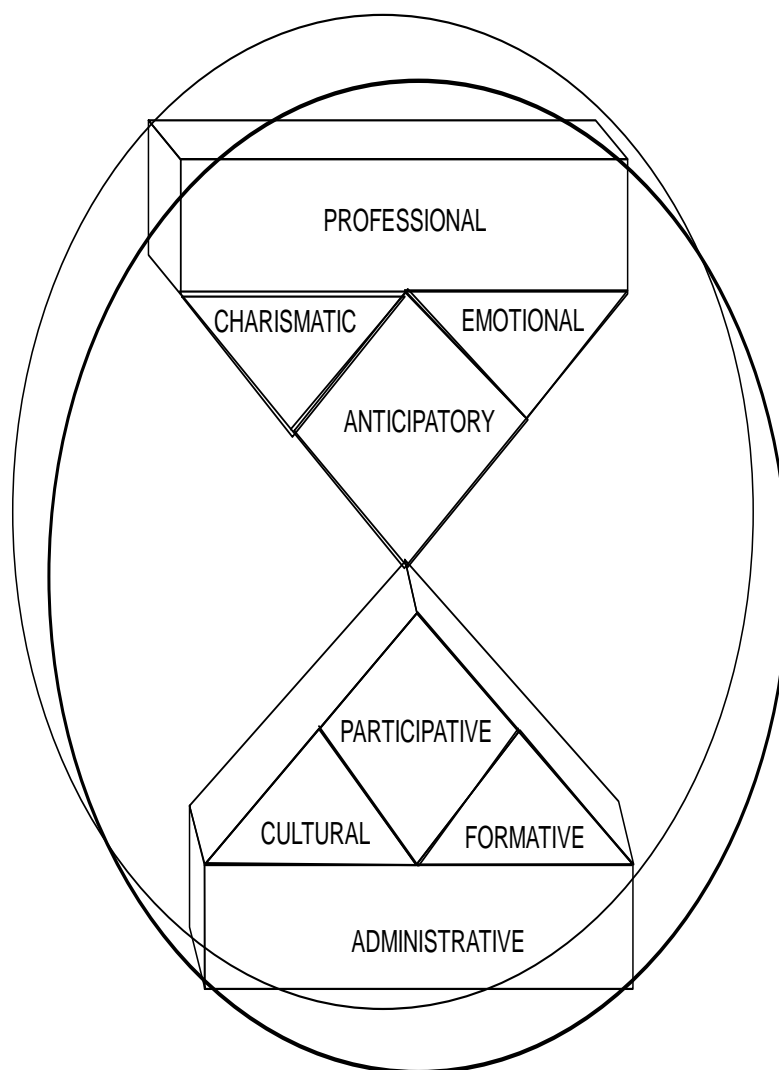 PROFESSIONAL
CHARISMATIC
EMOTIONAL
ANTICIPATORY
PARTICIPATIVE
CULTURAL
FORMATIVE
ADMINISTRATIVE